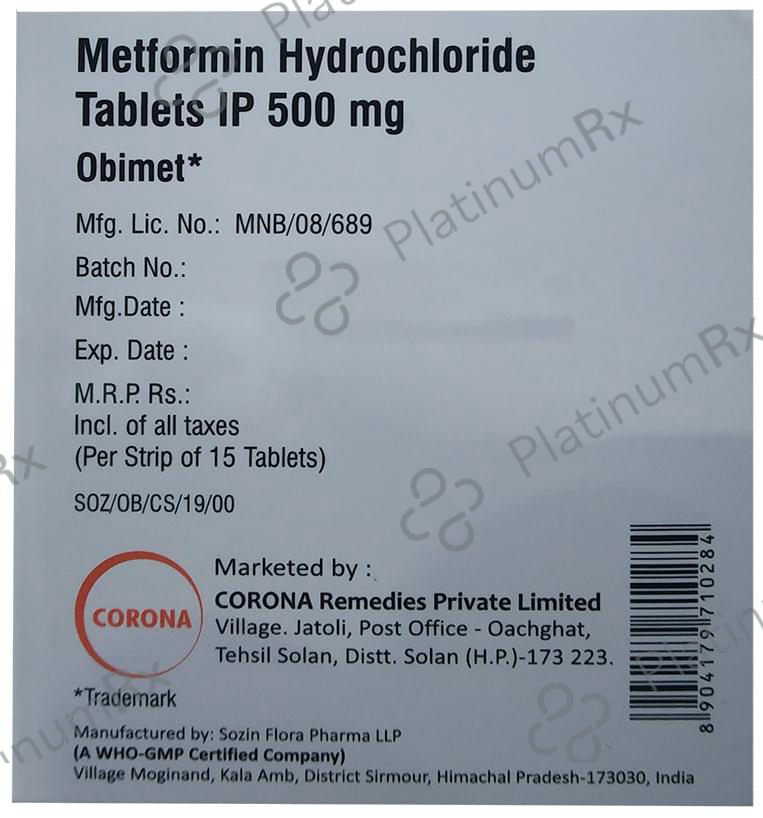 Metformin Hydrochloride
Tablets IP 500 mg
Obimet*
Mfg. Lic. No.: MNB/08/689
Batch No.:
Mfg.Date :
Exp. Date :
M.R.P. Rs.:
Incl. of all taxes
(Per Strip of 15 Tablets)
SOZ/OB/CS/19/00
CORONA
Marketed by :
CORONA Remedies Private Limited
Village. Jatoli, Post Office - Oachghat,
Tehsil Solan, Distt. Solan (H.P.)-173 223.
*Trademark
Manufactured by: Sozin Flora Pharma LLP
(A WHO-GMP Certified Company)
Village Moginand, Kala Amb, District Sirmour, Himachal Pradesh-173030, India
8 904179 710284
PlatinumRx
PlatinumRx
PlatinumRx
Rx
Platin
inumRx